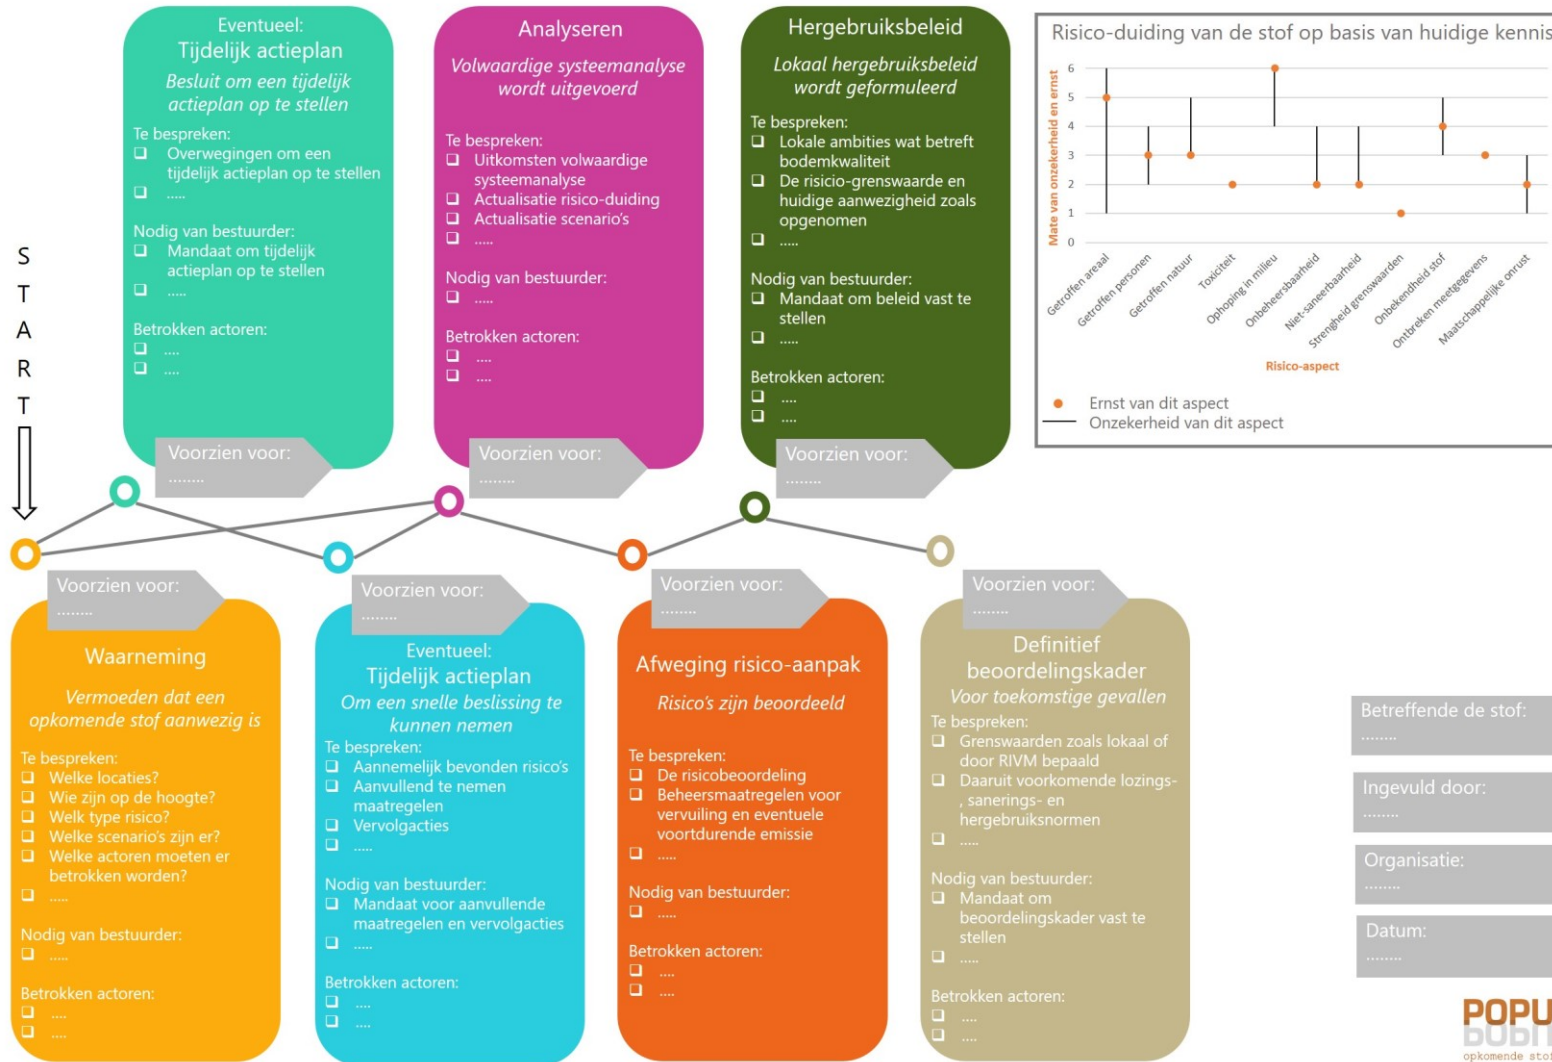 Eventueel:
Tijdelijk actieplan
Besluit om een tijdelijk
actieplan op te stellen
Te bespreken:
Overwegingen om een
tijdelijk actieplan op te stellen
.....
Nodig van bestuurder:
Mandaat om tijdelijk
actieplan op te stellen
.....
Betrokken actoren:
....
....
Voorzien voor:
........
Analyseren
Volwaardige systeemanalyse
wordt uitgevoerd
Te bespreken:
Uitkomsten volwaardige
systeemanalyse
Actualisatie risico-duiding
Actualisatie scenario's
.....
Nodig van bestuurder:
.....
Betrokken actoren:
....
....
Voorzien voor:
........
Hergebruiksbeleid
Lokaal hergebruiksbeleid
wordt geformuleerd
Te bespreken:
Lokale ambities wat betreft
bodemkwaliteit
De risicio-grenswaarde en
huidige aanwezigheid zoals
opgenomen
.....
Nodig van bestuurder:
Mandaat om beleid vast te
stellen
.....
Betrokken actoren:
....
....
Voorzien voor:
........
Risico-duiding van de stof op basis van huidige kennis
Mate van onzekerheid en ernst
6
5
4
3
2
1
0
Getroffen areaal
Getroffen personen
Getroffen natuur
Toxiciteit
Ophoping in milieu
Onbeheersbaarheid
Niet-saneerbaarheid
Strengheid grenswaarden
Onbekendheid stof
Ontbreken meetgegevens
Maatschappelijke onrust
Risico-aspect
Ernst van dit aspect
Onzekerheid van dit aspect
S
T
A
R
T
Voorzien voor:
........
Waarneming
Vermoeden dat een
opkomende stof aanwezig is
Te bespreken:
Welke locaties?
Wie zijn op de hoogte?
Welk type risico?
Welke scenario's zijn er?
Welke actoren moeten er
betrokken worden?
.....
Nodig van bestuurder:
.....
Betrokken actoren:
....
....
Voorzien voor:
........
Eventueel:
Tijdelijk actieplan
Om een snelle beslissing te
kunnen nemen
Te bespreken:
Aannemelijk bevonden risico's
Aanvullend te nemen
maatregelen
Vervolgacties
.....
Nodig van bestuurder:
Mandaat voor aanvullende
maatregelen en vervolgacties
.....
Betrokken actoren:
....
....
Voorzien voor:
........
Afweging risico-aanpak
Risico's zijn beoordeeld
Te bespreken:
De risicobeoordeling
Beheersmaatregelen voor
vervuiling en eventuele
voortdurende emissie
.....
Nodig van bestuurder:
.....
Betrokken actoren:
....
....
Voorzien voor:
........
Definitief
beoordelingskader
Voor toekomstige gevallen
Te bespreken:
Grenswaarden zoals lokaal of
door RIVM bepaald
Daaruit voorkomende lozings-
, sanerings- en
hergebruiksnormen
.....
Nodig van bestuurder:
Mandaat om
beoordelingskader vast te
stellen
.....
Betrokken actoren:
....
....
Betreffende de stof:
........
Ingevuld door:
........
Organisatie:
........
Datum:
........
POPU
opkomende